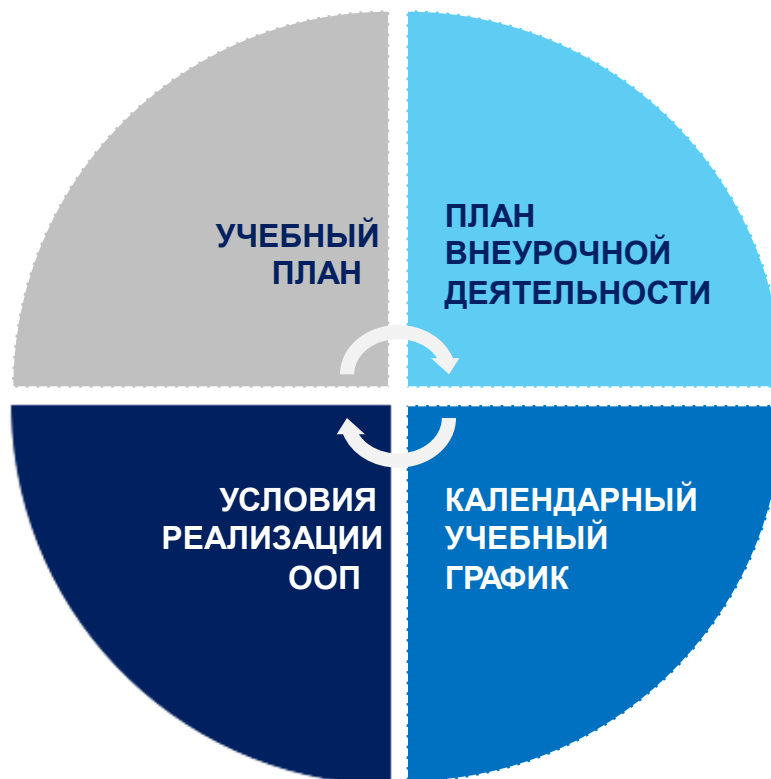 УЧЕБНЫЙ
ПЛАН
ПЛАН
ВНЕУРОЧНОЙ
ДЕЯТЕЛЬНОСТИ
УСЛОВИЯ
РЕАЛИЗАЦИИ
ООП
КАЛЕНДАРНЫЙ
УЧЕБНЫЙ
ГРАФИК